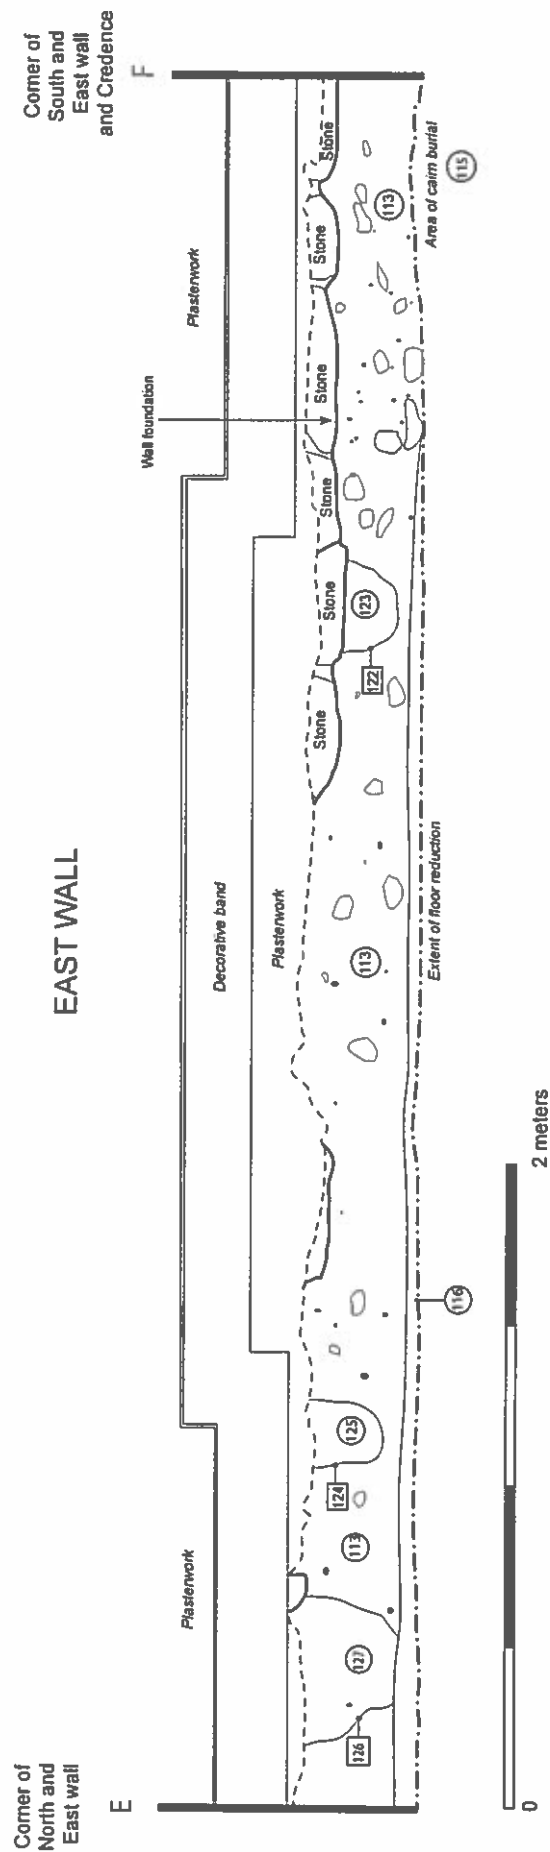 EAST WALL
Corner of
North and
East wall
E
Corner of
South and
East wall
and Credence
F
Plasterwork
Decorative band
Plasterwork
Plasterwork
Wall foundation
Stone
Stone
Stone
Stone
Stone
Stone
126
127
113
124
125
113
122
123
113
116
Extent of floor reduction
Area of cairn burial
115
0
2 meters